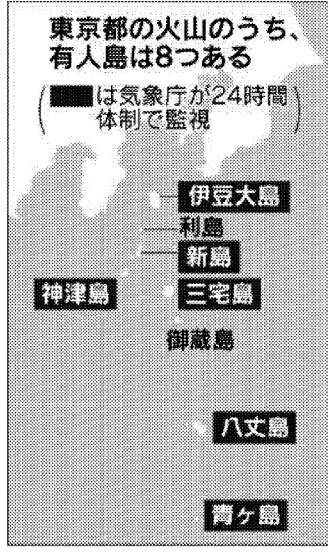 東京都の火山のうち、
有人島は8つある
(■は気象庁が24時間
体制で監視)
伊豆大島
利島
新島
神津島
三宅島
御蔵島
八丈島
青ヶ島